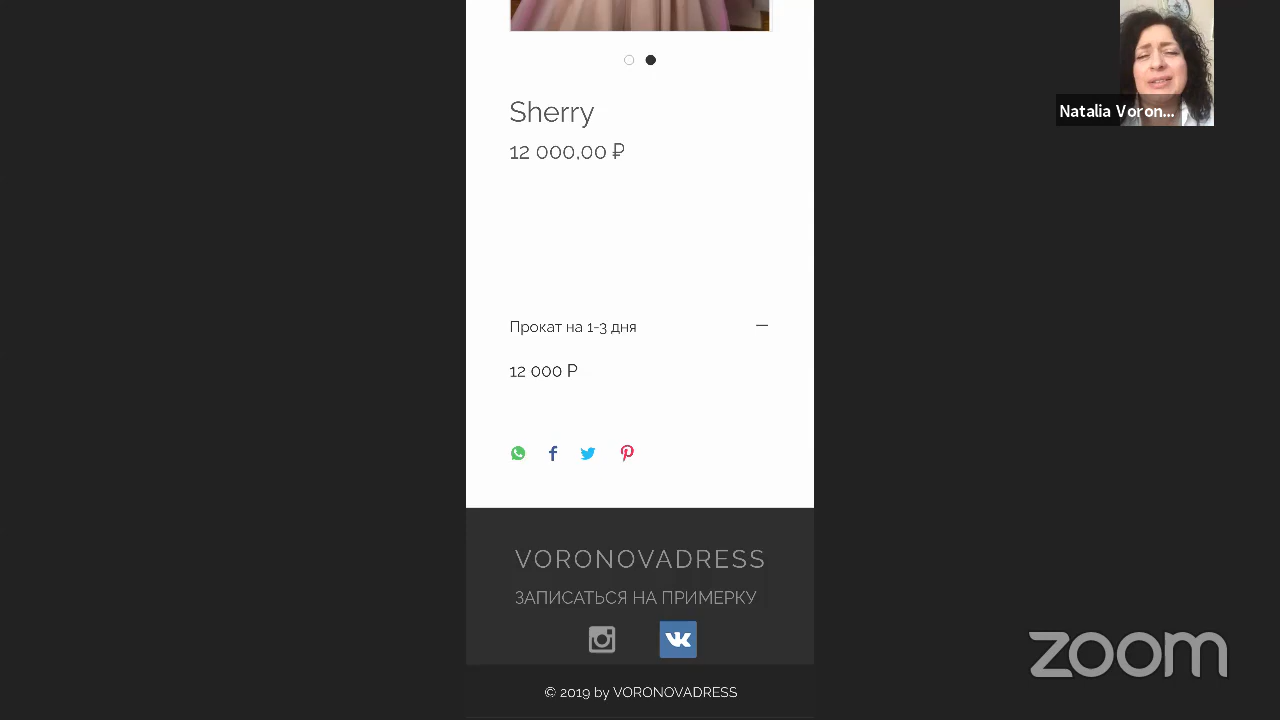 Sherry
12 000,00 ₽
Прокат на 1-3 дня
12 000 Р
VORONOVADRESS
ЗАПИСАТЬСЯ НА ПРИМЕРКУ
© 2019 by VORONOVADRESS
Natalia Voron...
zoom